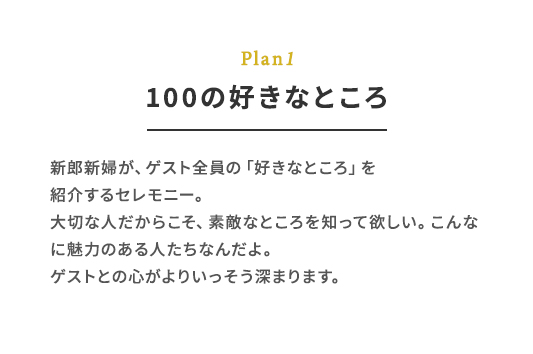 Plan1
100の好きなところ
新郎新婦が、ゲスト全員の「好きなところ」を
紹介するセレモニー。
大切な人だからこそ、素敵なところを知って欲しい。こんな
に魅力のある人たちなんだよ。
ゲストとの心がよりいっそう深まります。